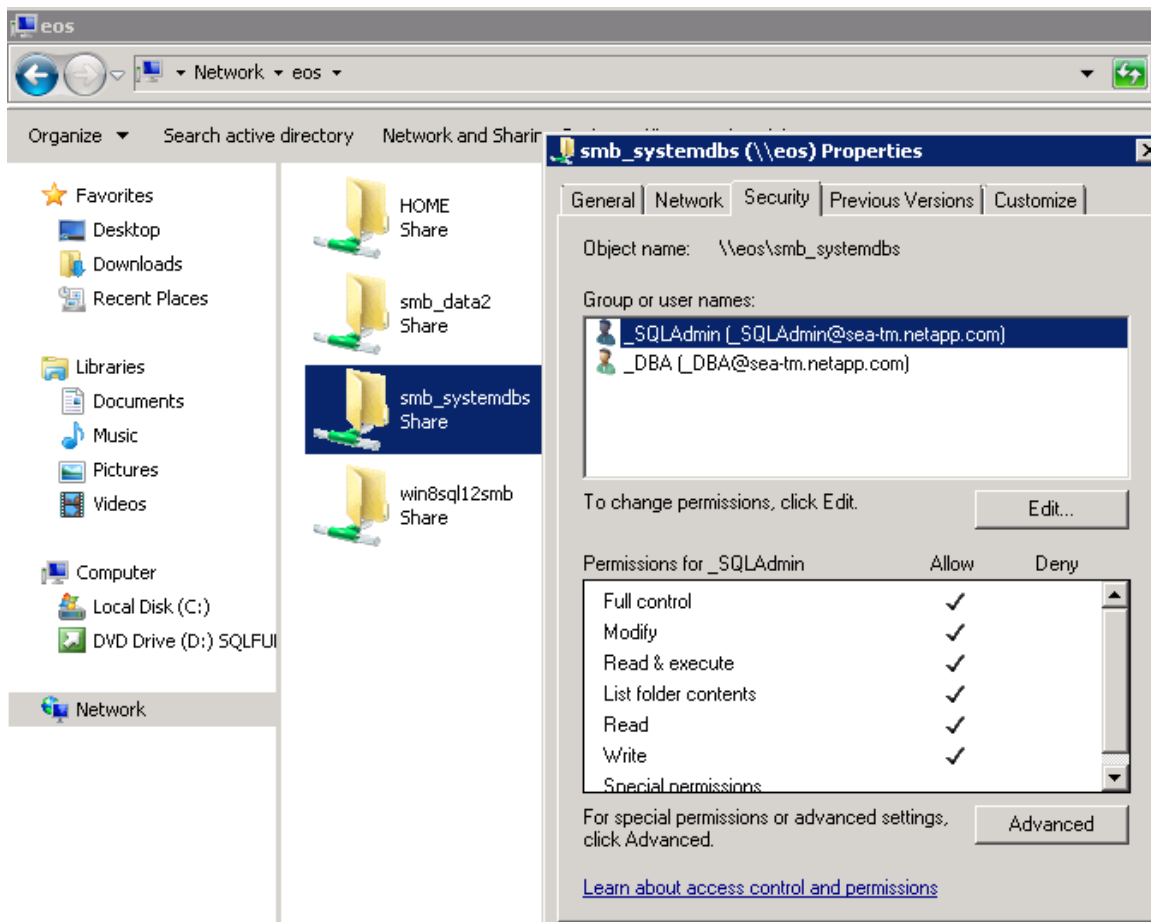 eos
Network eos
Organize Search active directory Network and Sharin
Favorites
Desktop
Downloads
Recent Places
Libraries
Documents
Music
Pictures
Videos
Computer
Local Disk (C:)
DVD Drive (D:) SQLFUI
Network
HOME
Share
smb_data2
Share
smb_systemdbs
Share
win8sql12smb
Share
smb_systemdbs (\\eos) Properties
General Network Security Previous Versions Customize
Object name: \\eos\smb_systemdbs
Group or user names:
_SQLAdmin (_SQLAdmin@sea-tm.netapp.com)
_DBA (_DBA@sea-tm.netapp.com)
To change permissions, click Edit.
Edit...
Permissions for _SQLAdmin Allow Deny
Full control
Modify
Read & execute
List folder contents
Read
Write
Special permissions
For special permissions or advanced settings,
click Advanced.
Advanced
Learn about access control and permissions